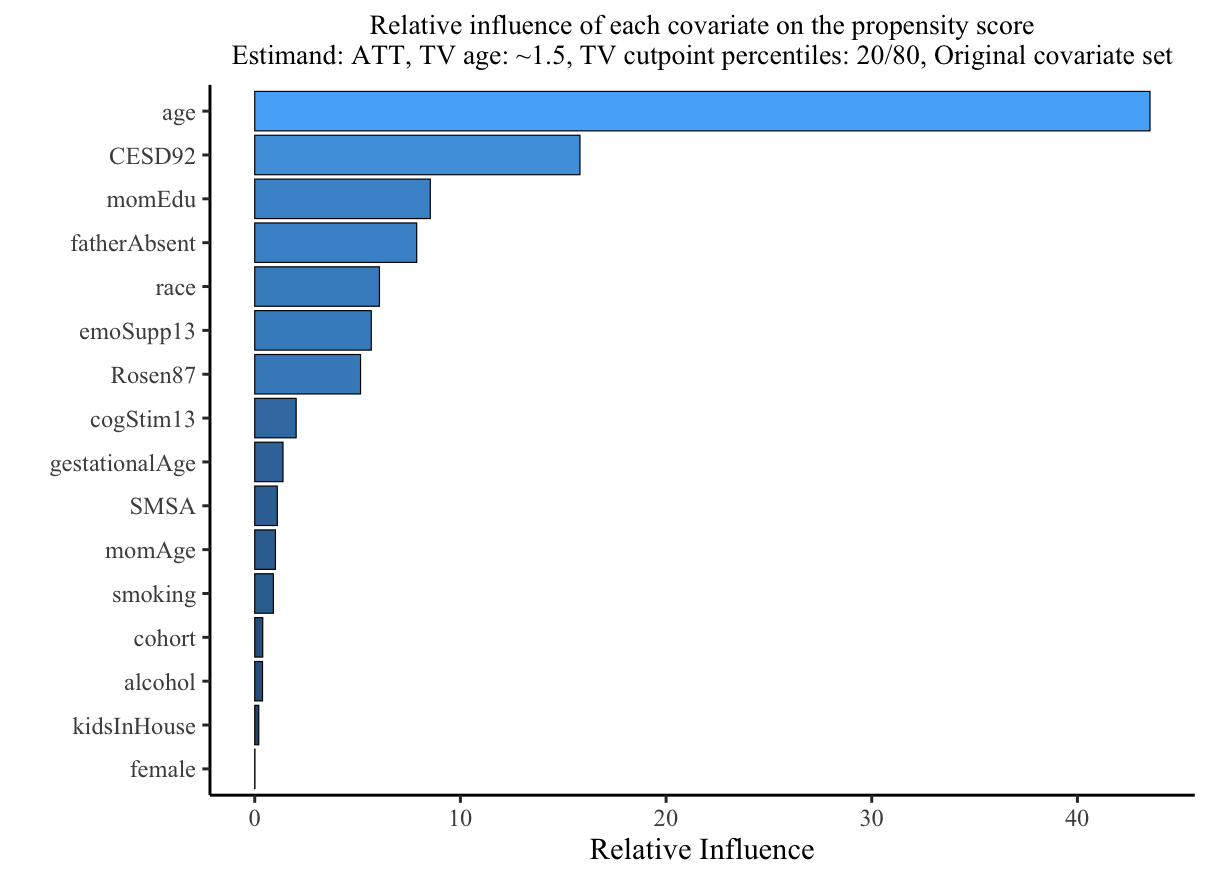 Relative influence of each covariate on the propensity score
Estimand: ATT, TV age: ~1.5, TV cutpoint percentiles: 20/80, Original covariate set
age
CESD92
momEdu
fatherAbsent
race
emoSupp13
Rosen87
cogStim13
gestationalAge
SMSA
momAge
smoking
cohort
alcohol
kidsInHouse
female
0 10 20 30 40
Relative Influence